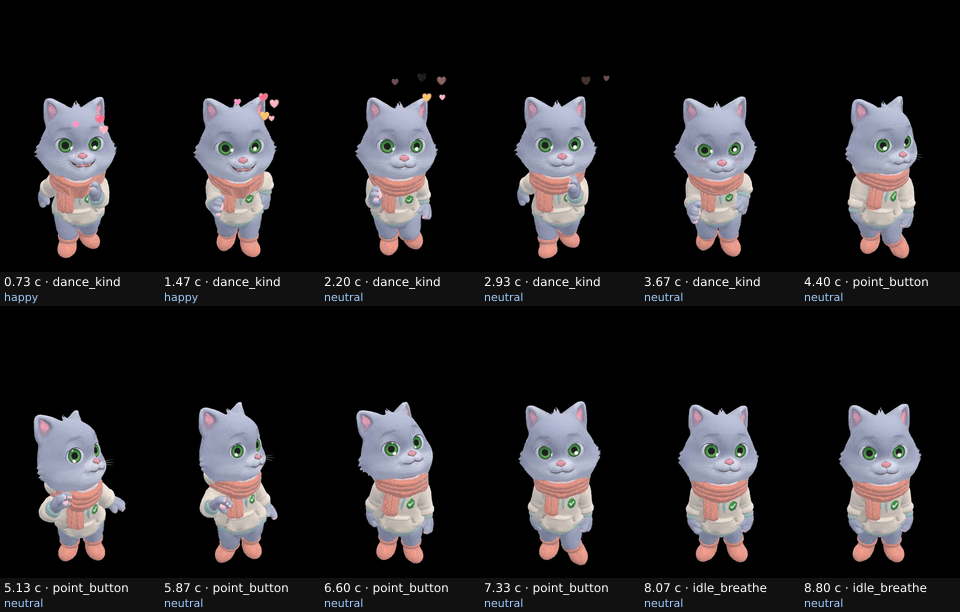 0.73 с · dance_kind
happy
1.47 с · dance_kind
happy
2.20 с · dance_kind
neutral
2.93 с · dance_kind
neutral
3.67 с · dance_kind
neutral
4.40 с · point_button
neutral
5.13 с · point_button
neutral
5.87 с · point_button
neutral
6.60 с · point_button
neutral
7.33 с · point_button
neutral
8.07 с · idle_breathe
neutral
8.80 с · idle_breathe
neutral